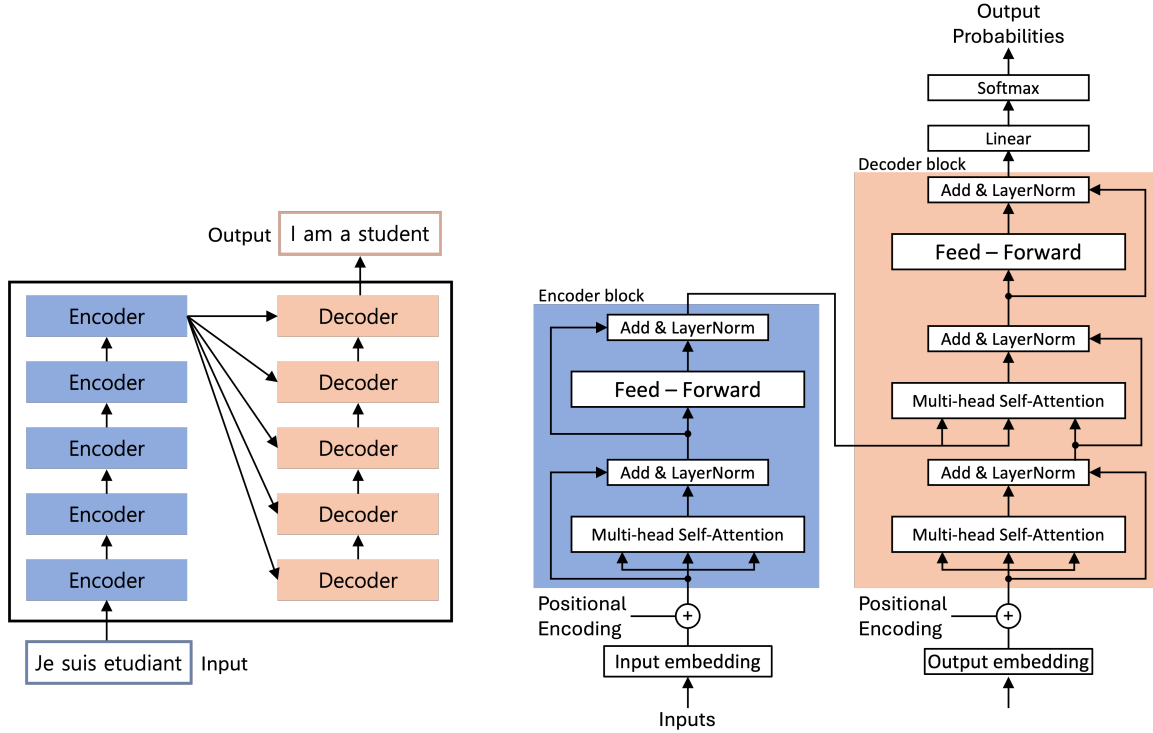 Output
I am a student
Encoder
Encoder
Encoder
Encoder
Encoder
Decoder
Decoder
Decoder
Decoder
Decoder
Je suis etudiant
Input
Encoder block
Add & LayerNorm
Feed – Forward
Add & LayerNorm
Multi-head Self-Attention
Positional
Encoding
+
Input embedding
Inputs
Output
Probabilities
Softmax
Linear
Decoder block
Add & LayerNorm
Feed – Forward
Add & LayerNorm
Multi-head Self-Attention
Add & LayerNorm
Multi-head Self-Attention
Positional
Encoding
+
Output embedding